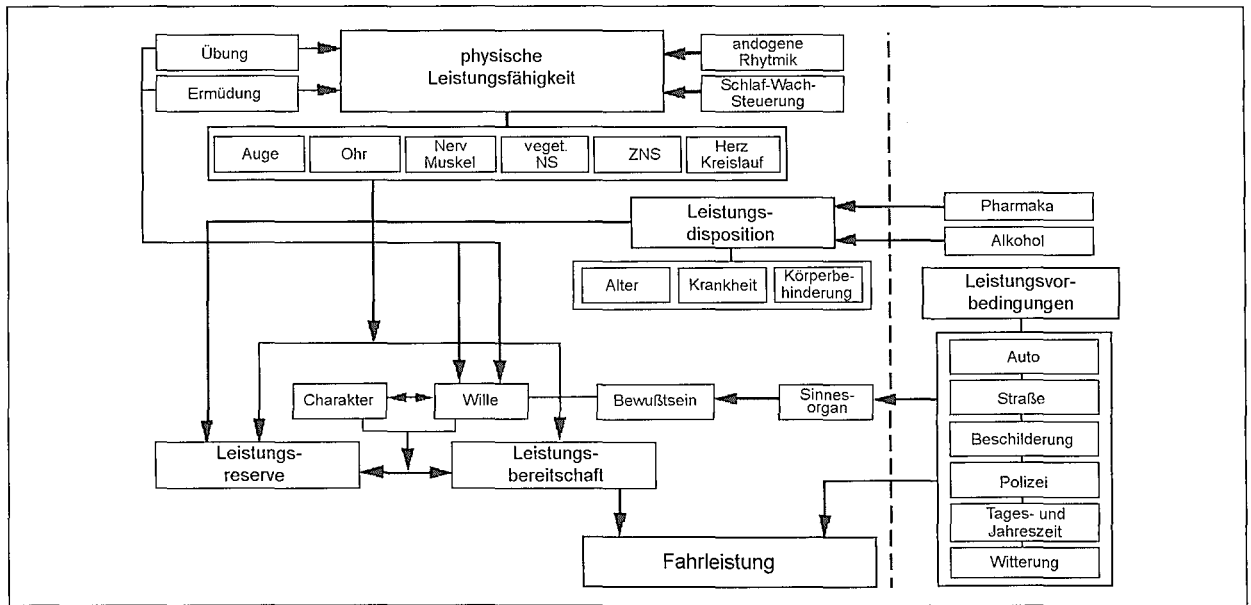 Übung
Ermüdung
physische
Leistungsfähigkeit
andogene
Rhytmik
Schlaf-Wach-
Steuerung
Auge
Ohr
Nerv
Muskel
veget.
NS
ZNS
Herz
Kreislauf
Leistungs-
disposition
Pharmaka
Alkohol
Alter
Krankheit
Körperbe-
hinderung
Leistungsvor-
bedingungen
Auto
Straße
Beschilderung
Polizei
Tages- und
Jahreszeit
Witterung
Charakter
Wille
Bewußtsein
Sinnes-
organ
Leistungs-
reserve
Leistungs-
bereitschaft
Fahrleistung